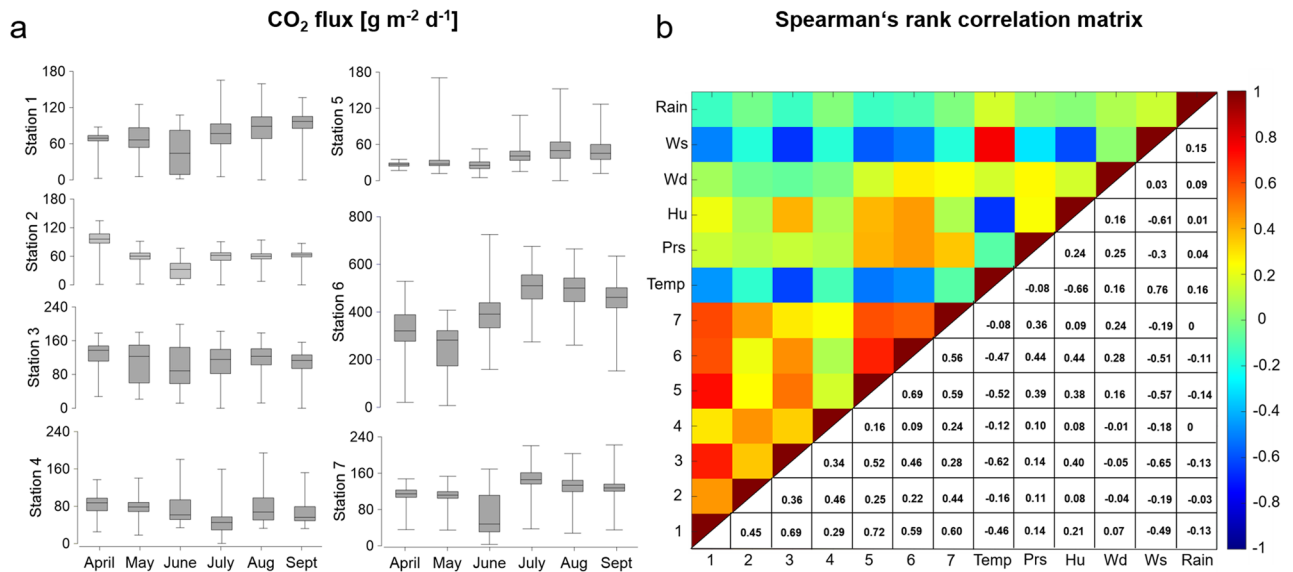 a
CO2 flux [g m-2 d-1]
b
Spearman‘s rank correlation matrix
Station 1
180
120
60
0
Station 2
180
120
60
0
Station 3
240
160
80
0
Station 4
240
160
80
0
April May June July Aug Sept
Station 5
180
120
60
0
Station 6
800
600
400
200
0
Station 7
240
160
80
0
April May June July Aug Sept
Rain
Ws 0.15
Wd 0.03 0.09
Hu 0.16 -0.61 0.01
Prs 0.24 0.25 -0.3 0.04
Temp -0.08 -0.66 0.16 0.76 0.16
7 -0.08 0.36 0.09 0.24 -0.19 0
6 0.56 -0.47 0.44 0.44 0.28 -0.51 -0.11
5 0.69 0.59 -0.52 0.39 0.38 0.16 -0.57 -0.14
4 0.16 0.09 0.24 -0.12 0.10 0.08 -0.01 -0.18 0
3 0.34 0.52 0.46 0.28 -0.62 0.14 0.40 -0.05 -0.65 -0.13
2 0.36 0.46 0.25 0.22 0.44 -0.16 0.11 0.08 -0.04 -0.19 -0.03
1 0.45 0.69 0.29 0.72 0.59 0.60 -0.46 0.14 0.21 0.07 -0.49 -0.13
1 2 3 4 5 6 7 Temp Prs Hu Wd Ws Rain
1
0.8
0.6
0.4
0.2
0
-0.2
-0.4
-0.6
-0.8
-1